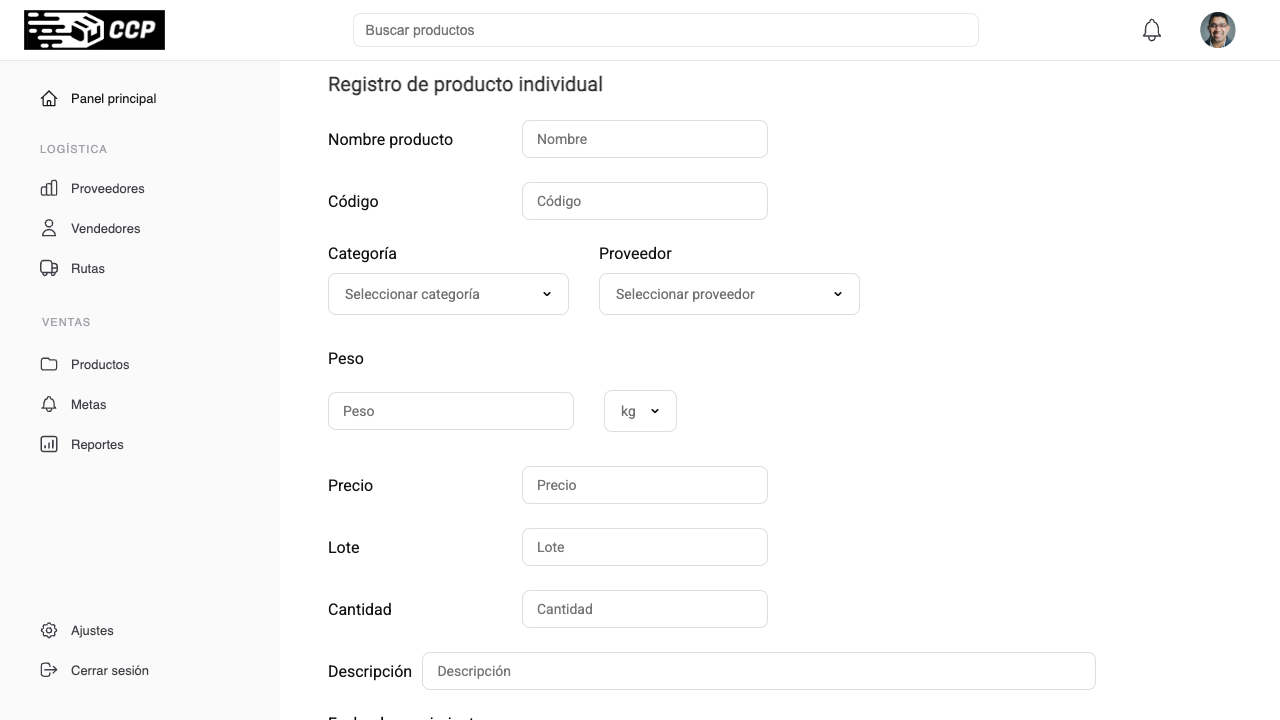 CCP
Buscar productos
Panel principal
LOGÍSTICA
Proveedores
Vendedores
Rutas
VENTAS
Productos
Metas
Reportes
Ajustes
Cerrar sesión
Registro de producto individual
Nombre producto
Nombre
Código
Código
Categoría
Proveedor
Seleccionar categoría
Seleccionar proveedor
Peso
Peso
kg
Precio
Precio
Lote
Lote
Cantidad
Cantidad
Descripción
Descripción